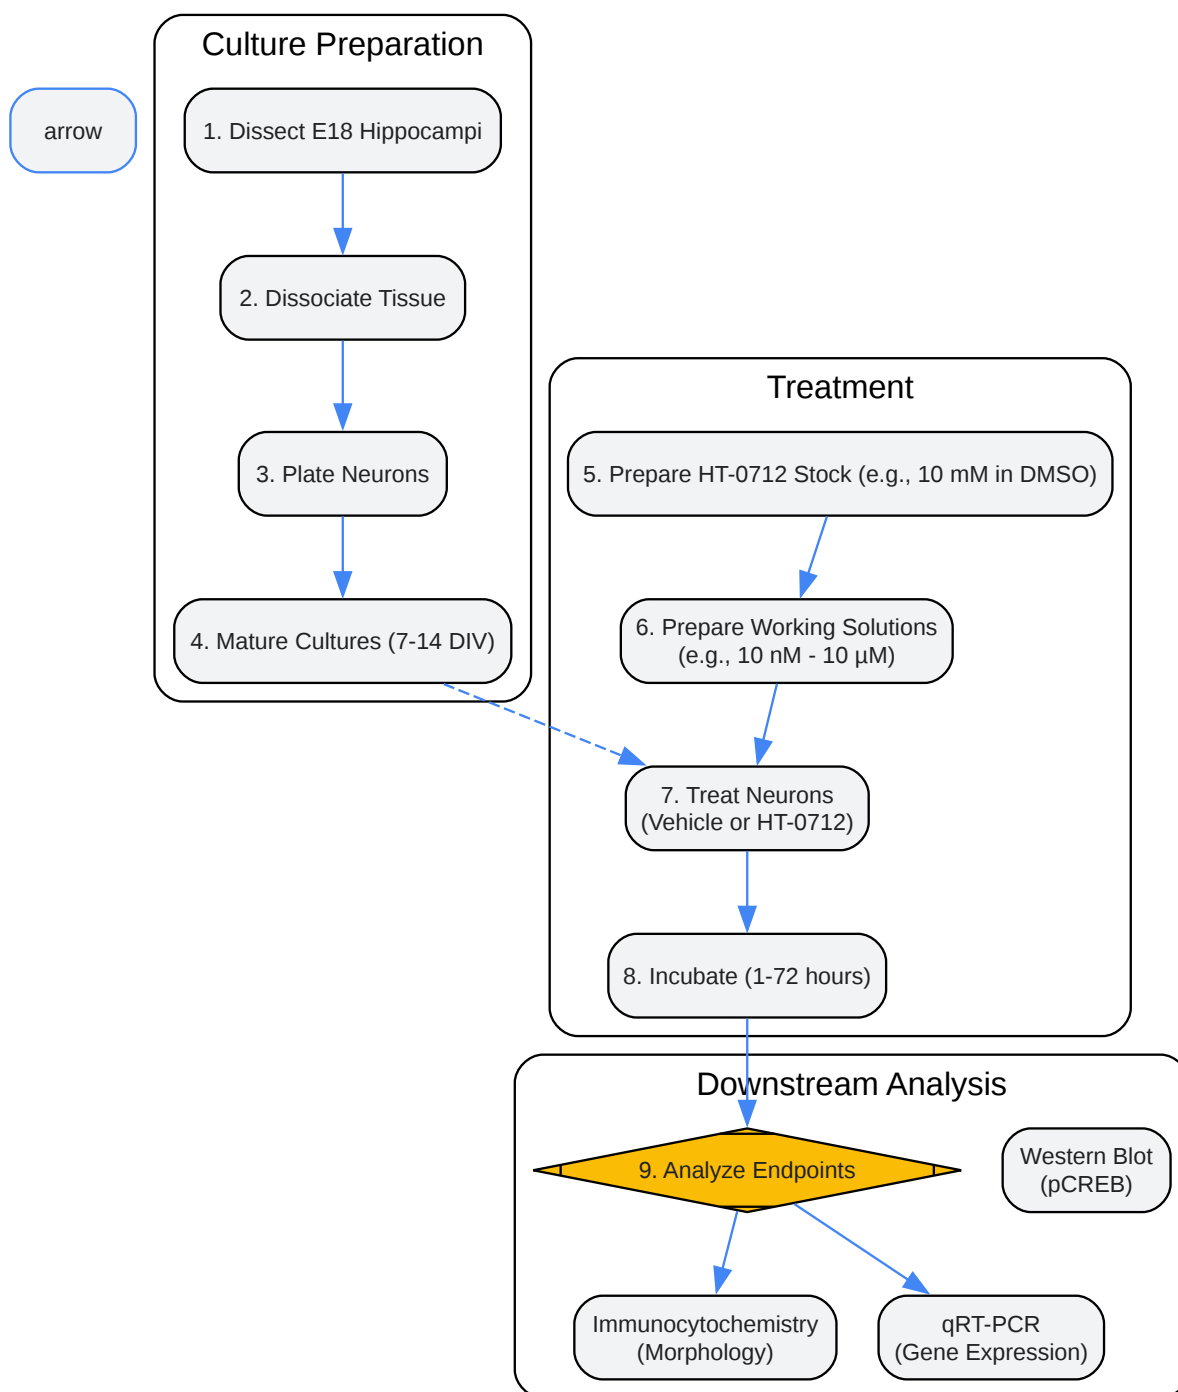 Culture Preparation
arrow
1. Dissect E18 Hippocampi
2. Dissociate Tissue
3. Plate Neurons
4. Mature Cultures (7-14 DIV)
Treatment
5. Prepare HT-0712 Stock (e.g., 10 mM in DMSO)
6. Prepare Working Solutions
(e.g., 10 nM - 10 µM)
7. Treat Neurons
(Vehicle or HT-0712)
8. Incubate (1-72 hours)
Downstream Analysis
9. Analyze Endpoints
Western Blot
(pCREB)
Immunocytochemistry
(Morphology)
qRT-PCR
(Gene Expression)